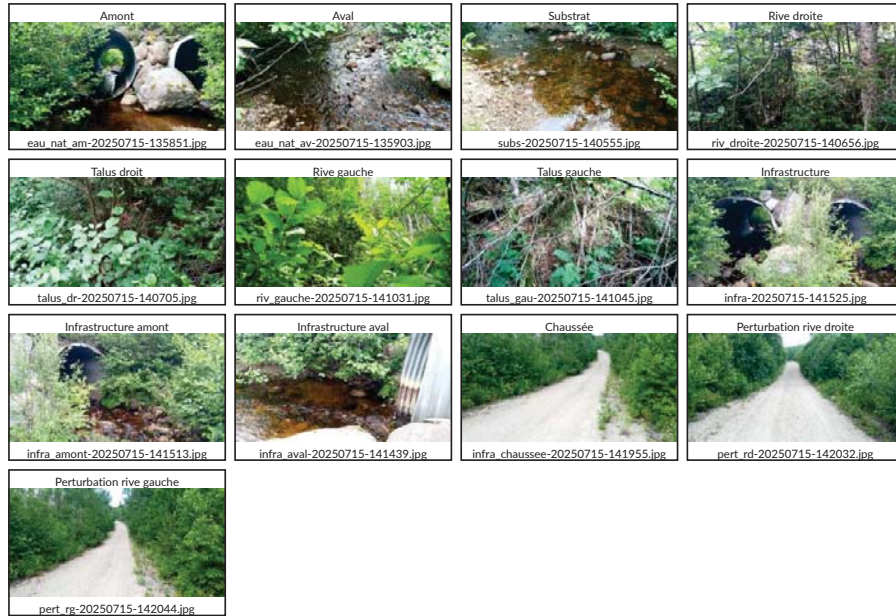 Amont
Aval
Substrat
Rive droite
eau_nat_am-20250715-135851.jpg
eau_nat_av-20250715-135903.jpg
subs-20250715-140555.jpg
riv_droite-20250715-140656.jpg
Talus droit
Rive gauche
Talus gauche
Infrastructure
talus_dr-20250715-140705.jpg
riv_gauche-20250715-141031.jpg
talus_gau-20250715-141045.jpg
infra-20250715-141525.jpg
Infrastructure amont
Infrastructure aval
Chaussée
Perturbation rive droite
infra_amont-20250715-141513.jpg
infra_aval-20250715-141439.jpg
infra_chaussee-20250715-141955.jpg
pert_rd-20250715-142032.jpg
Perturbation rive gauche
pert_rg-20250715-142044.jpg